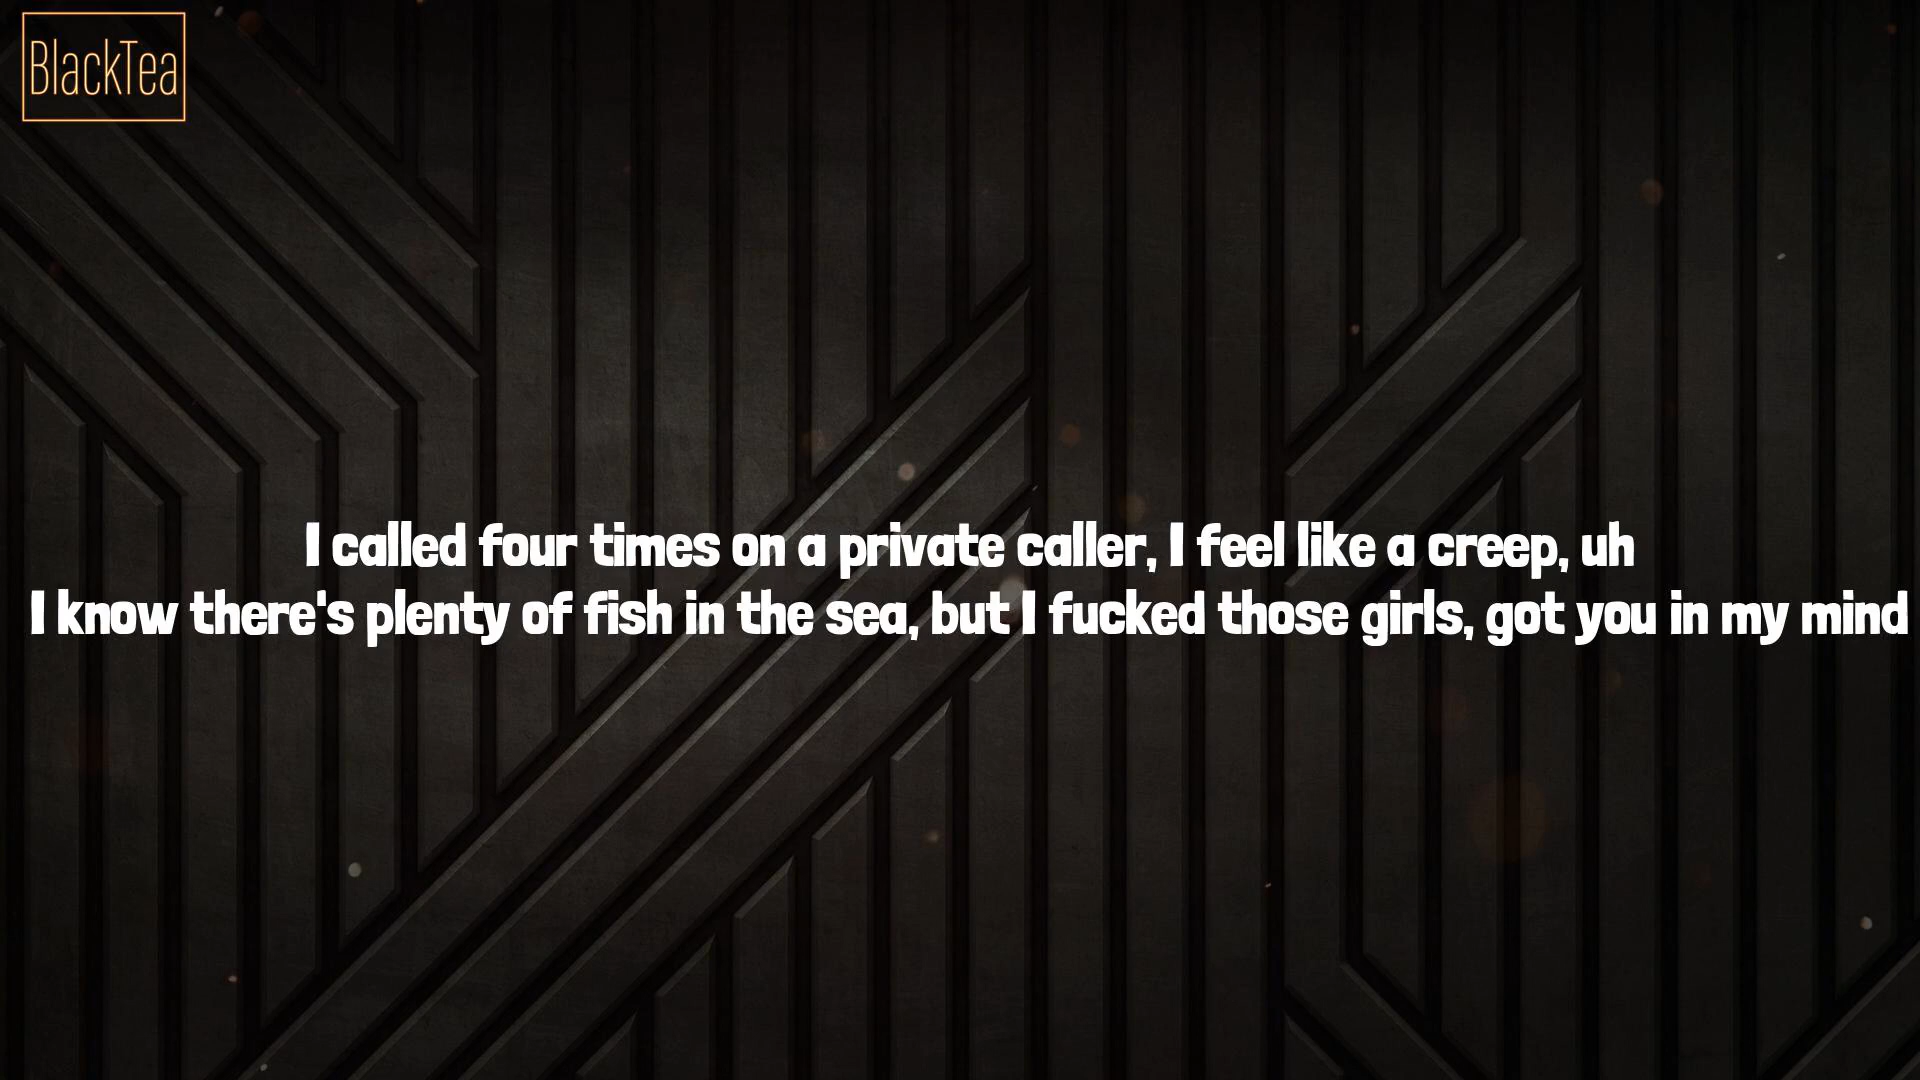 BlackTea
I called four times on a private caller, I feel like a creep, uh
I know there's plenty of fish in the sea, but I fucked those girls, got you in my mind